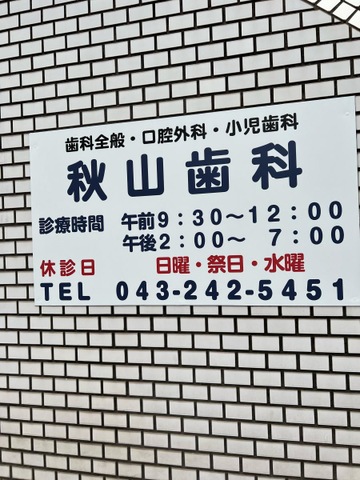 歯科全般・口腔外科・小児歯科
秋山歯科
診療時間 午前9:30〜12:00
午後2:00〜 7:00
休診日 日曜・祭日・水曜
TEL 043-242-5451